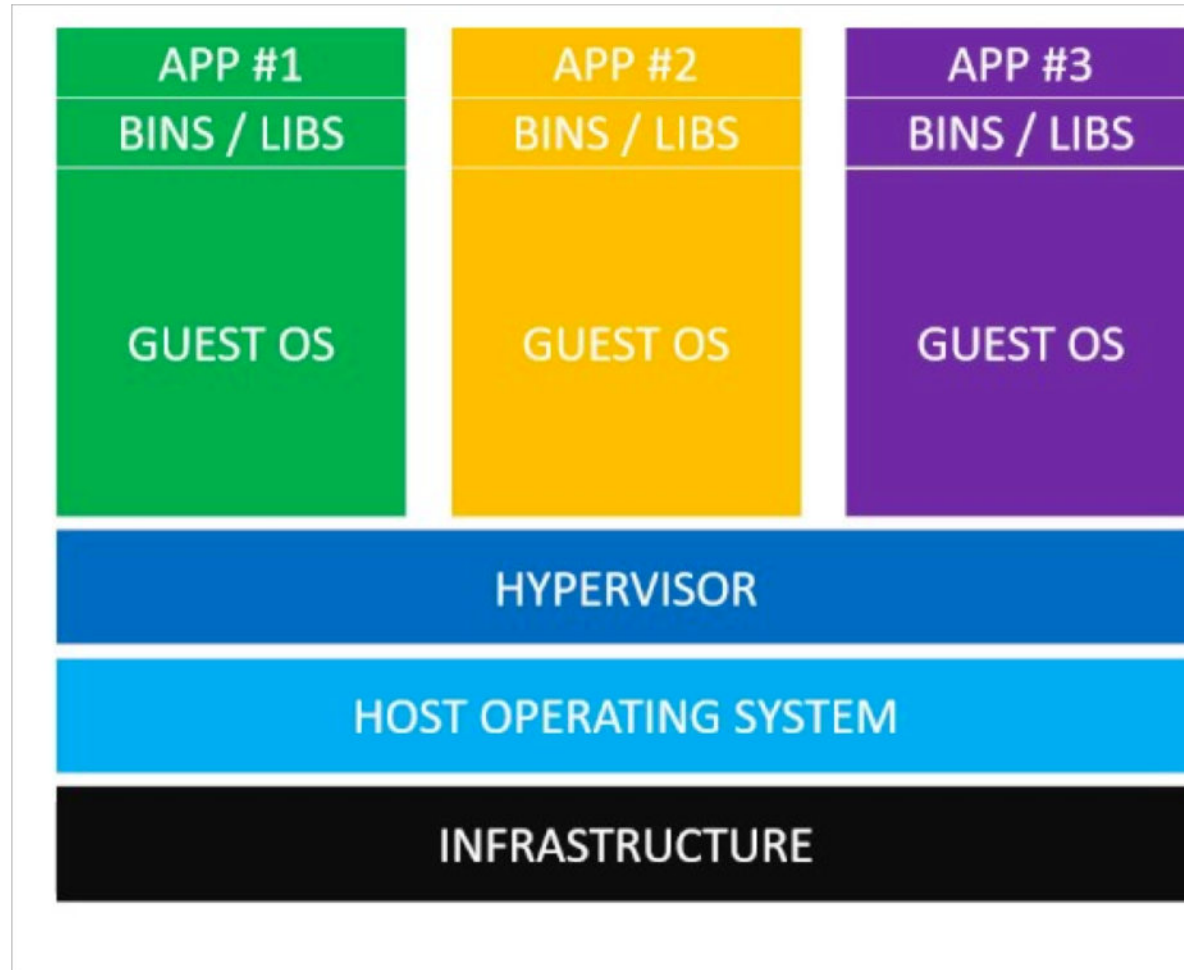 APP #1
BINS / LIBS
GUEST OS
APP #2
BINS / LIBS
GUEST OS
APP #3
BINS / LIBS
GUEST OS
HYPERVISOR
HOST OPERATING SYSTEM
INFRASTRUCTURE